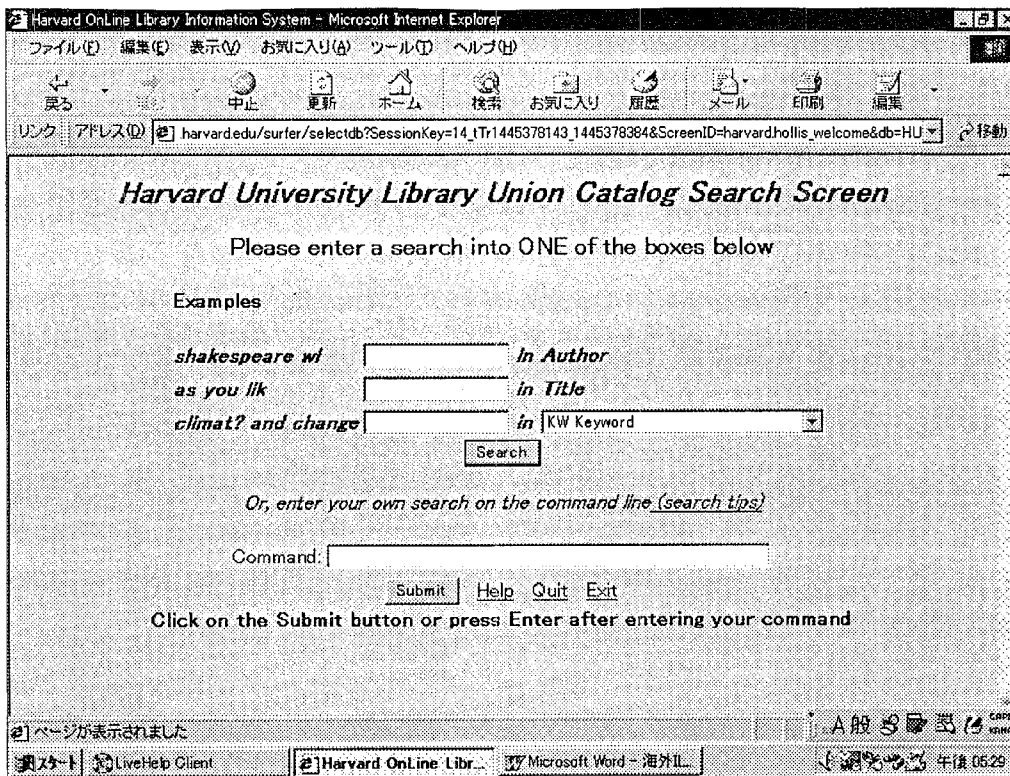 Harvard OnLine Library Information System - Microsoft Internet Explorer
ファイル(F) 編集(E) 表示(V) お気に入り(A) ツール(T) ヘルプ(H)
戻る 中止 更新 ホーム 検索 お気に入り 履歴 メール 印刷 編集
リンク アドレス(D) .harvard.edu/surfer/selectdb?SessionKey=14_tTr1445378143_1445378384&ScreenID=harvard.hollis_welcome&db=HU 移動
Harvard University Library Union Catalog Search Screen
Please enter a search into ONE of the boxes below
Examples
shakespeare wi in Author
as you lik in Title
climat? and change in KW Keyword
Search
Or, enter your own search on the command line (search tips)
Command:
Submit Help Quit Exit
Click on the Submit button or press Enter after entering your command
ページが表示されました
A 般 CAPS KANA
スタート LiveHelp Client Harvard OnLine Libr... Microsoft Word - 海外IL... 午後 05:29